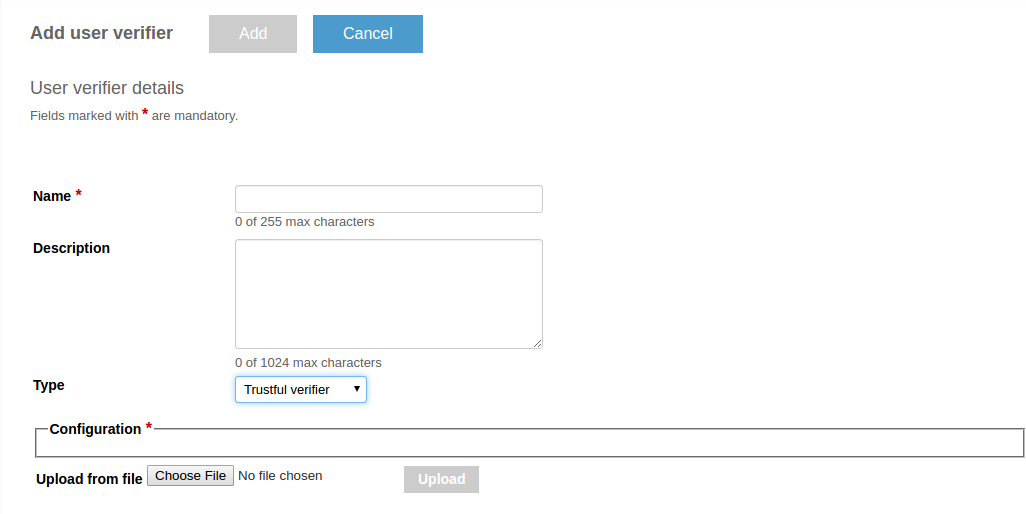 Add user verifier Add Cancel
User verifier details
Fields marked with * are mandatory.
Name *
0 of 255 max characters
Description
0 of 1024 max characters
Type Trustful verifier
Configuration *
Upload from file Choose File No file chosen Upload